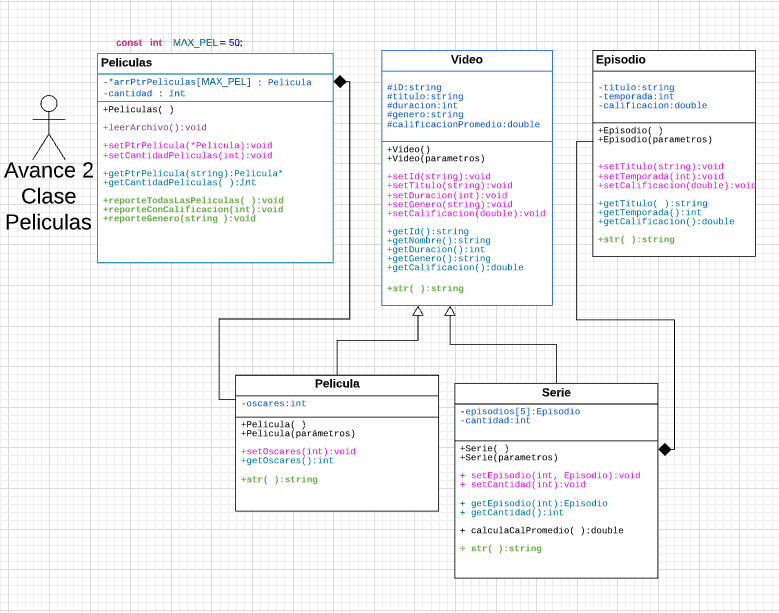 const int MAX_PEL = 50;
Peliculas
-*arrPtrPeliculas[MAX_PEL] : Pelicula
-cantidad : int
+Peliculas( )
+leerArchivo():void
+setPtrPelicula(*Pelicula):void
+setCantidadPeliculas(int):void
+getPtrPelicula(string):Pelicula*
+getCantidadPeliculas( ):int
+reporteTodasLasPeliculas( ):void
+reporteConCalificacion(int):void
+reporteGenero(string ):void
Avance 2
Clase
Peliculas
Video
#iD:string
#titulo:string
#duracion:int
#genero:string
#calificacionPromedio:double
+Video()
+Video(parametros)
+setId(string):void
+setTitulo(string):void
+setDuracion(int):void
+setGenero(string):void
+setCalificacion(double):void
+getId():string
+getNombre():string
+getDuracion():int
+getGenero():string
+getCalificacion():double
+str( ):string
Episodio
-titulo:string
-temporada:int
-calificacion:double
+Episodio( )
+Episodio(parametros)
+setTitulo(string):void
+setTemporada(int):void
+setCalificacion(double):void
+getTitulo( ):string
+getTemporada():int
+getCalificacion():double
+str( ):string
Pelicula
-oscares:int
+Pelicula( )
+Pelicula(parámetros)
+setOscares(int):void
+getOscares():int
+str( ):string
Serie
-episodios[5]:Episodio
-cantidad:int
+Serie( )
+Serie(parametros)
+ setEpisodio(int, Episodio):void
+ setCantidad(int):void
+ getEpisodio(int):Episodio
+ getCantidad():int
+ calculaCalPromedio( ):double
+ str( ):string